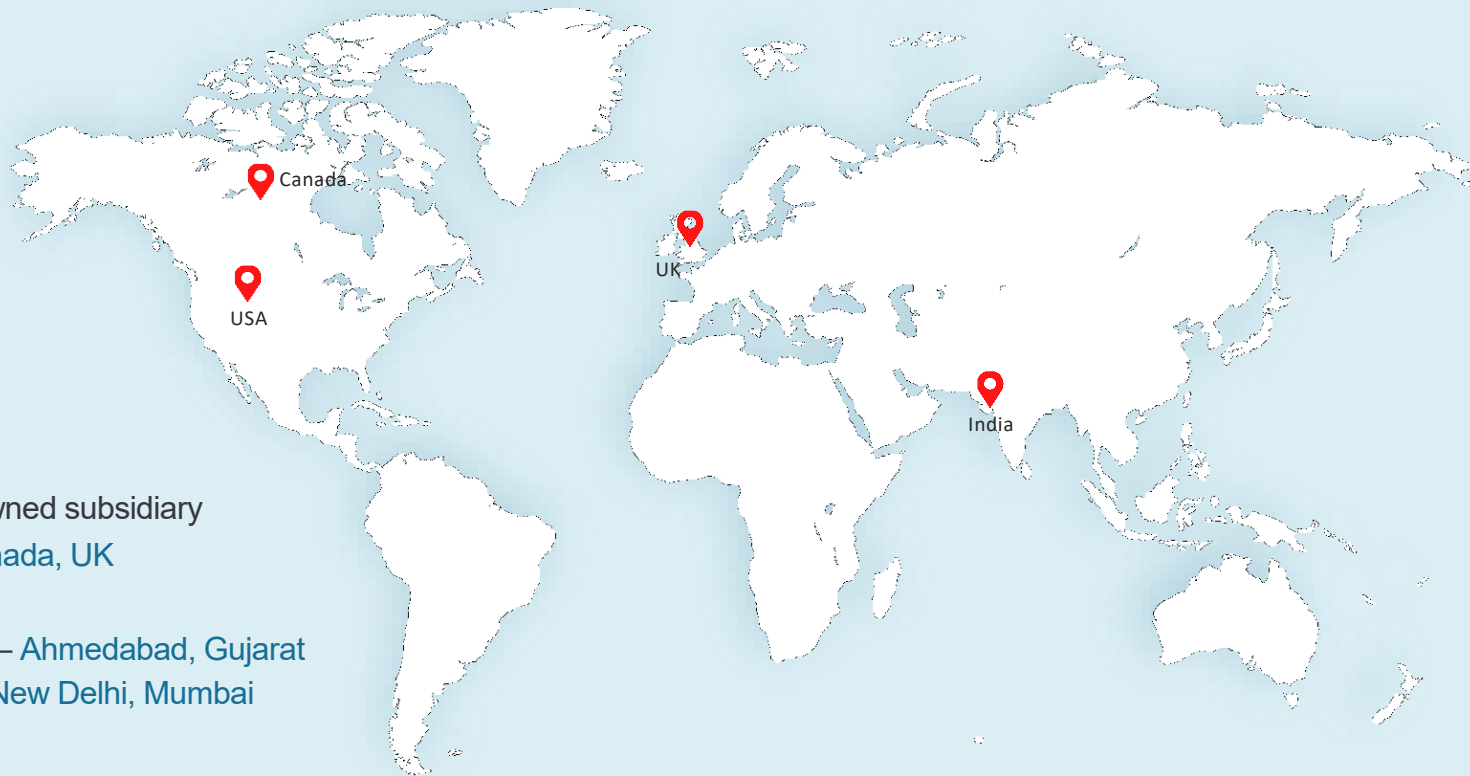 Canada
UK
USA
India
wned subsidiary
nada, UK
– Ahmedabad, Gujarat
New Delhi, Mumbai